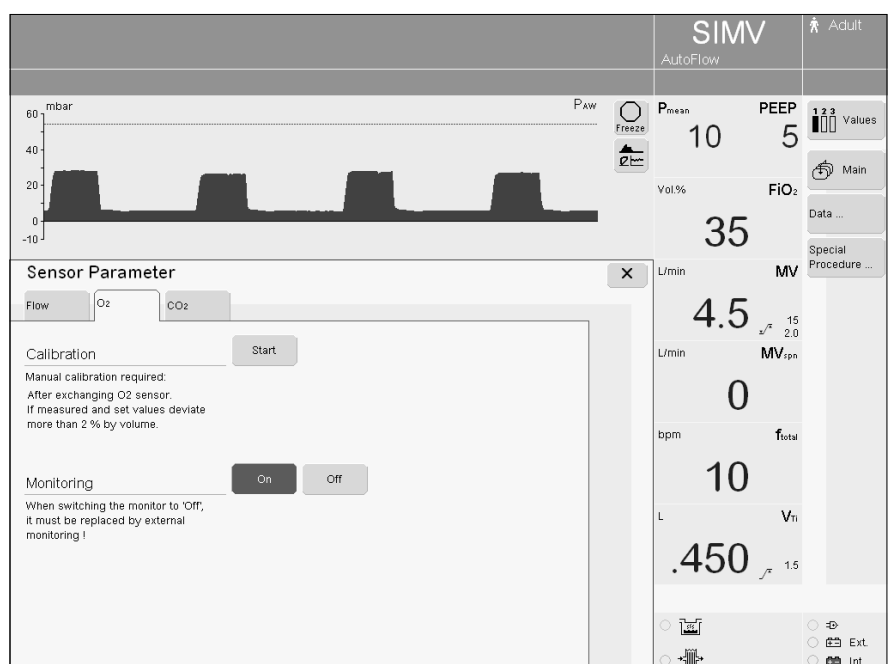 SIMV
AutoFlow
Adult
mbar
PAW
60
40
20
0
-10
Freeze
Pmean PEEP
10 5
Vol.% FiO2
35
L/min MV
4.5 15
2.0
L/min MVspn
0
bpm ftotal
10
L VTi
.450 1.5
1 2 3
Values
Main
Data ...
Special
Procedure ...
Sensor Parameter
Flow O2 CO2
Calibration Start
Manual calibration required:
After exchanging O2 sensor.
If measured and set values deviate
more than 2 % by volume.
Monitoring On Off
When switching the monitor to 'Off',
it must be replaced by external
monitoring !
Ext.
Int.